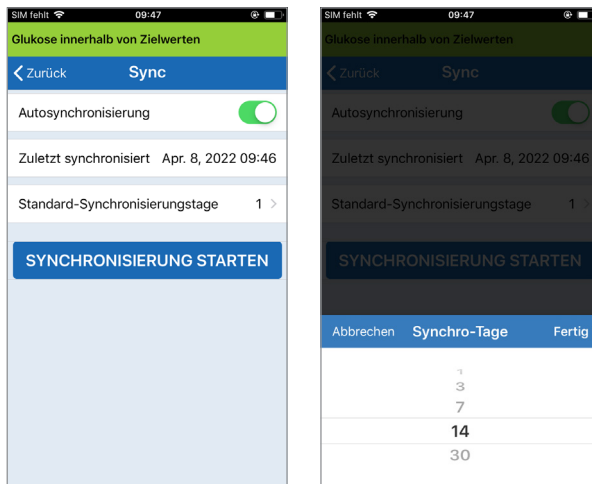 SIM fehlt 09:47
Glukose innerhalb von Zielwerten
Zurück Sync
Autosynchronisierung
Zuletzt synchronisiert Apr. 8, 2022 09:46
Standard-Synchronisierungstage 1
SYNCHRONISIERUNG STARTEN
SIM fehlt 09:47
Glukose innerhalb von Zielwerten
Zurück Sync
Autosynchronisierung
Zuletzt synchronisiert Apr. 8, 2022 09:46
Standard-Synchronisierungstage 1
SYNCHRONISIERUNG STARTEN
Abbrechen Synchro-Tage Fertig
1
3
7
14
30